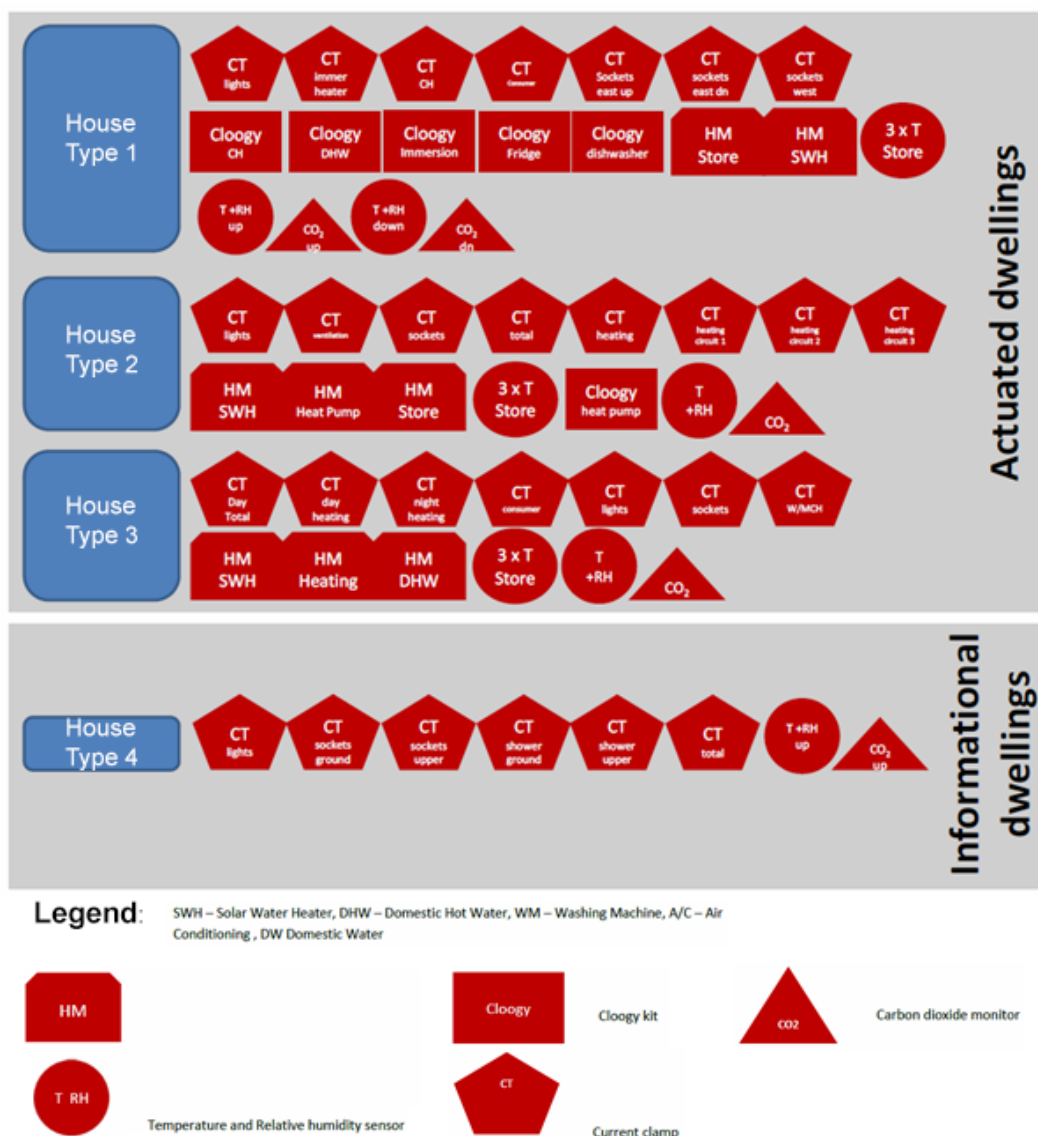 House
Type 1
CT
lights
CT
immer
heater
CT
CH
CT
Consumer
CT
Sockets
east up
CT
sockets
east dn
CT
sockets
west
Cloogy
CH
Cloogy
DHW
Cloogy
Immersion
Cloogy
Fridge
Cloogy
dishwasher
HM
Store
HM
SWH
3 x T
Store
T +RH
up
CO2
up
T +RH
down
CO2
dn
House
Type 2
CT
lights
CT
ventilation
CT
sockets
CT
total
CT
heating
CT
heating
circuit 1
CT
heating
circuit 2
CT
heating
circuit 3
HM
SWH
HM
Heat Pump
HM
Store
3 x T
Store
Cloogy
heat pump
T
+RH
CO2
House
Type 3
CT
Day
Total
CT
day
heating
CT
night
heating
CT
consumer
CT
lights
CT
sockets
CT
W/MCH
HM
SWH
HM
Heating
HM
DHW
3 x T
Store
T
+RH
CO2
Actuated dwellings
House
Type 4
CT
lights
CT
sockets
ground
CT
sockets
upper
CT
shower
ground
CT
shower
upper
CT
total
T +RH
up
CO2
up
Informational
dwellings
Legend:
SWH – Solar Water Heater, DHW – Domestic Hot Water, WM – Washing Machine, A/C – Air
Conditioning , DW Domestic Water
HM
Cloogy
Cloogy kit
CO2
Carbon dioxide monitor
T RH
Temperature and Relative humidity sensor
CT
Current clamp